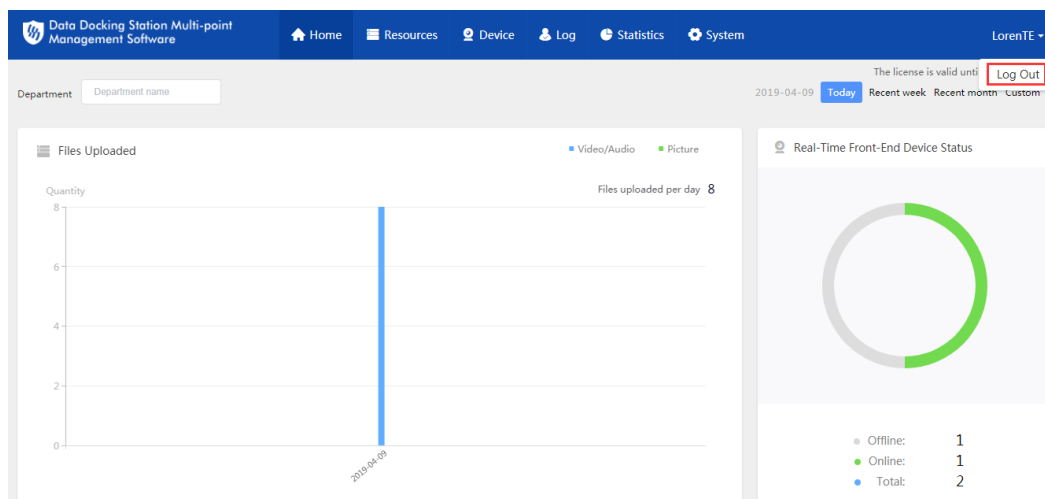 Data Docking Station Multi-point
Management Software
Home
Resources
Device
Log
Statistics
System
LorenTE
The license is valid unti
Log Out
Department
Department name
2019-04-09
Today
Recent week
Recent month
Custom
Files Uploaded
Video/Audio
Picture
Real-Time Front-End Device Status
Quantity
Files uploaded per day 8
8
6
4
2
0
2019-04-09
Offline: 1
Online: 1
Total: 2